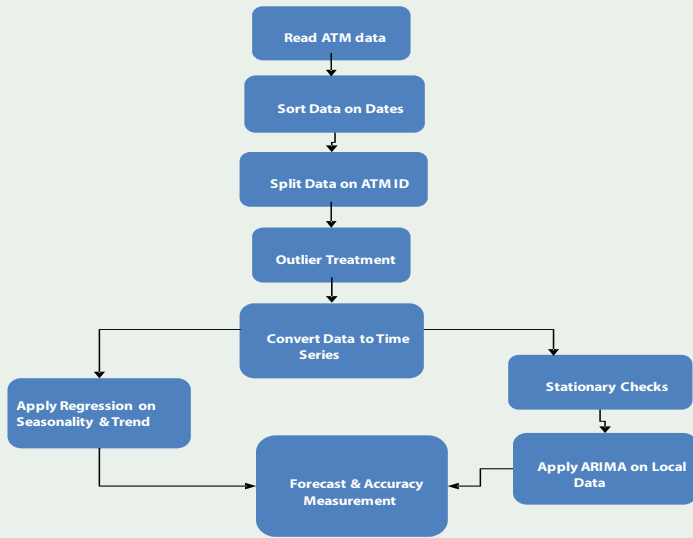 Read ATM data
Sort Data on Dates
Split Data on ATM ID
Outlier Treatment
Convert Data to Time
Series
Apply Regression on
Seasonality & Trend
Stationary Checks
Apply ARIMA on Local
Data
Forecast & Accuracy
Measurement